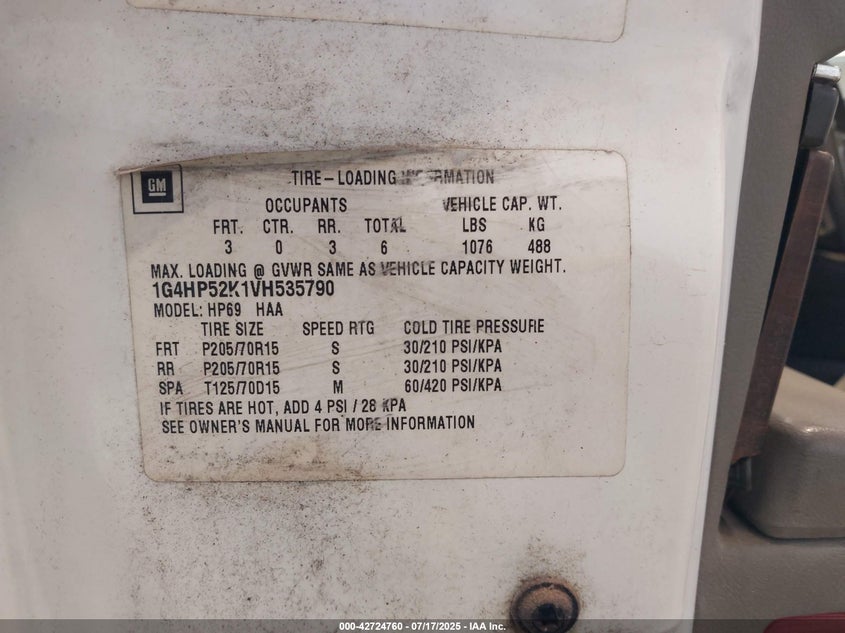 GM
TIRE-LOADING INFORMATION
OCCUPANTS VEHICLE CAP. WT.
FRT. CTR. RR. TOTAL LBS KG
3 0 3 6 1076 488
MAX. LOADING @ GVWR SAME AS VEHICLE CAPACITY WEIGHT.
1G4HP52K1VH535790
MODEL: HP69 HAA
TIRE SIZE SPEED RTG COLD TIRE PRESSURE
FRT P205/70R15 S 30/210 PSI/KPA
RR P205/70R15 S 30/210 PSI/KPA
SPA T125/70D15 M 60/420 PSI/KPA
IF TIRES ARE HOT, ADD 4 PSI / 28 KPA
SEE OWNER'S MANUAL FOR MORE INFORMATION
000-42724760 - 07/17/2025 - IAA Inc.